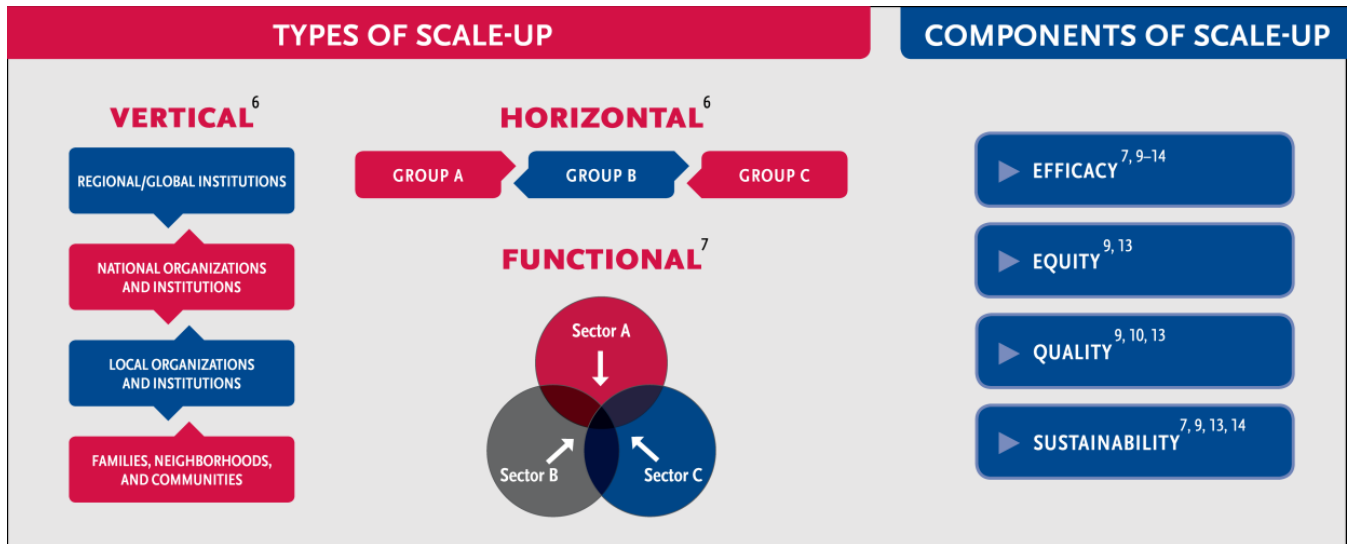 TYPES OF SCALE-UP
VERTICAL6
REGIONAL/GLOBAL INSTITUTIONS
NATIONAL ORGANIZATIONS
AND INSTITUTIONS
LOCAL ORGANIZATIONS
AND INSTITUTIONS
FAMILIES, NEIGHBORHOODS,
AND COMMUNITIES
HORIZONTAL6
GROUP A
GROUP B
GROUP C
FUNCTIONAL7
Sector A
Sector B
Sector C
COMPONENTS OF SCALE-UP
EFFICACY7, 9–14
EQUITY9, 13
QUALITY9, 10, 13
SUSTAINABILITY7, 9, 13, 14